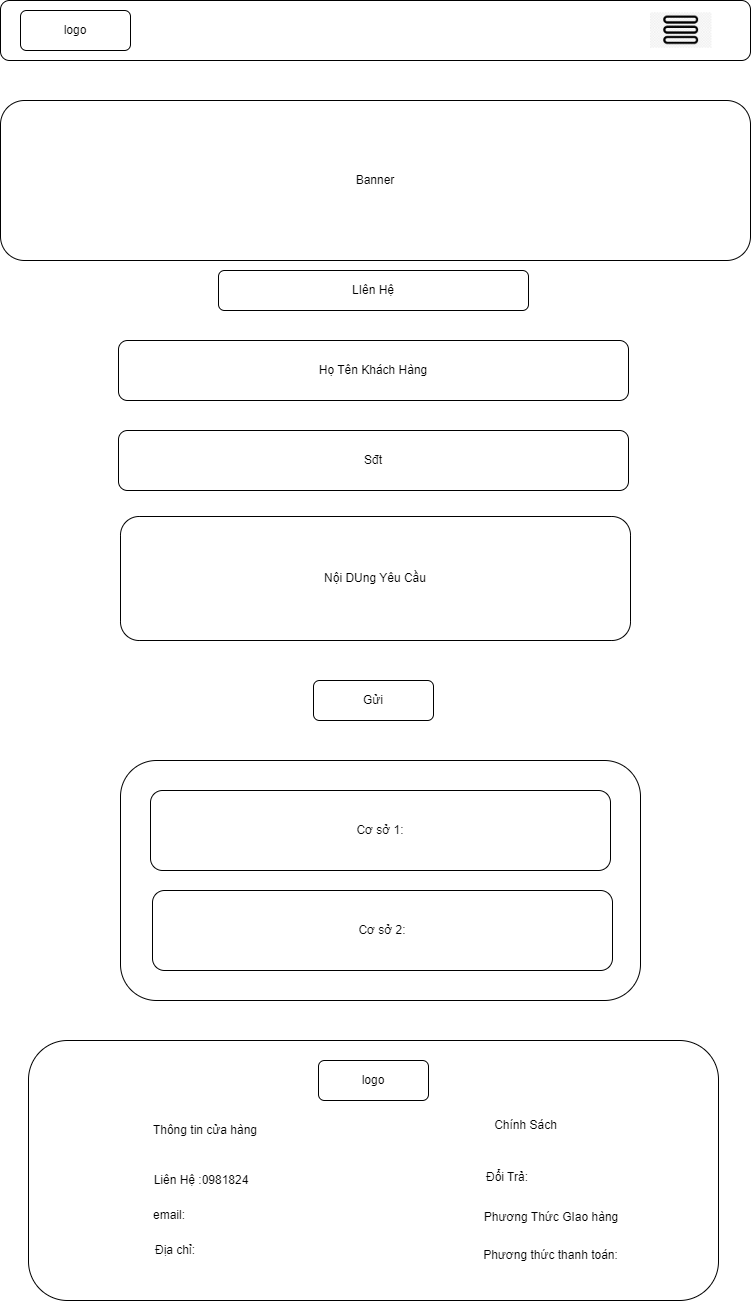 logo
Banner
LIên Hệ
Họ Tên Khách Hàng
Sđt
Nội DUng Yêu Cầu
Gửi
Cơ sở 1:
Cơ sở 2:
logo
Thông tin cửa hàng
Liên Hệ :0981824
email:
Địa chỉ:
Chính Sách
Đổi Trả:
Phương Thức GIao hàng
Phương thức thanh toán: